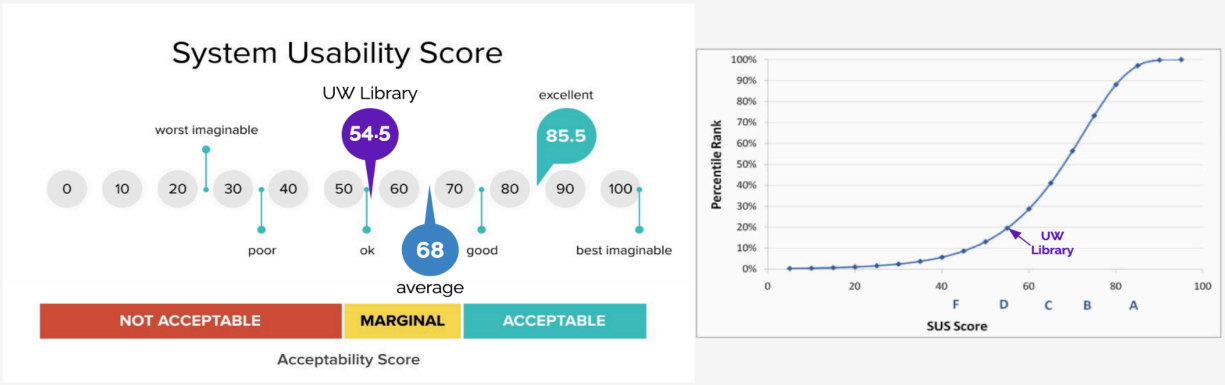 System Usability Score
UW Library
54.5
excellent
85.5
worst imaginable
0 10 20 30 40 50 60 70 80 90 100
poor
ok
68
good
best imaginable
average
NOT ACCEPTABLE MARGINAL ACCEPTABLE
Acceptability Score
Percentile Rank
100%
90%
80%
70%
60%
50%
40%
30%
20%
10%
0%
UW
Library
0 20 40 60 80 100
F D C B A
SUS Score